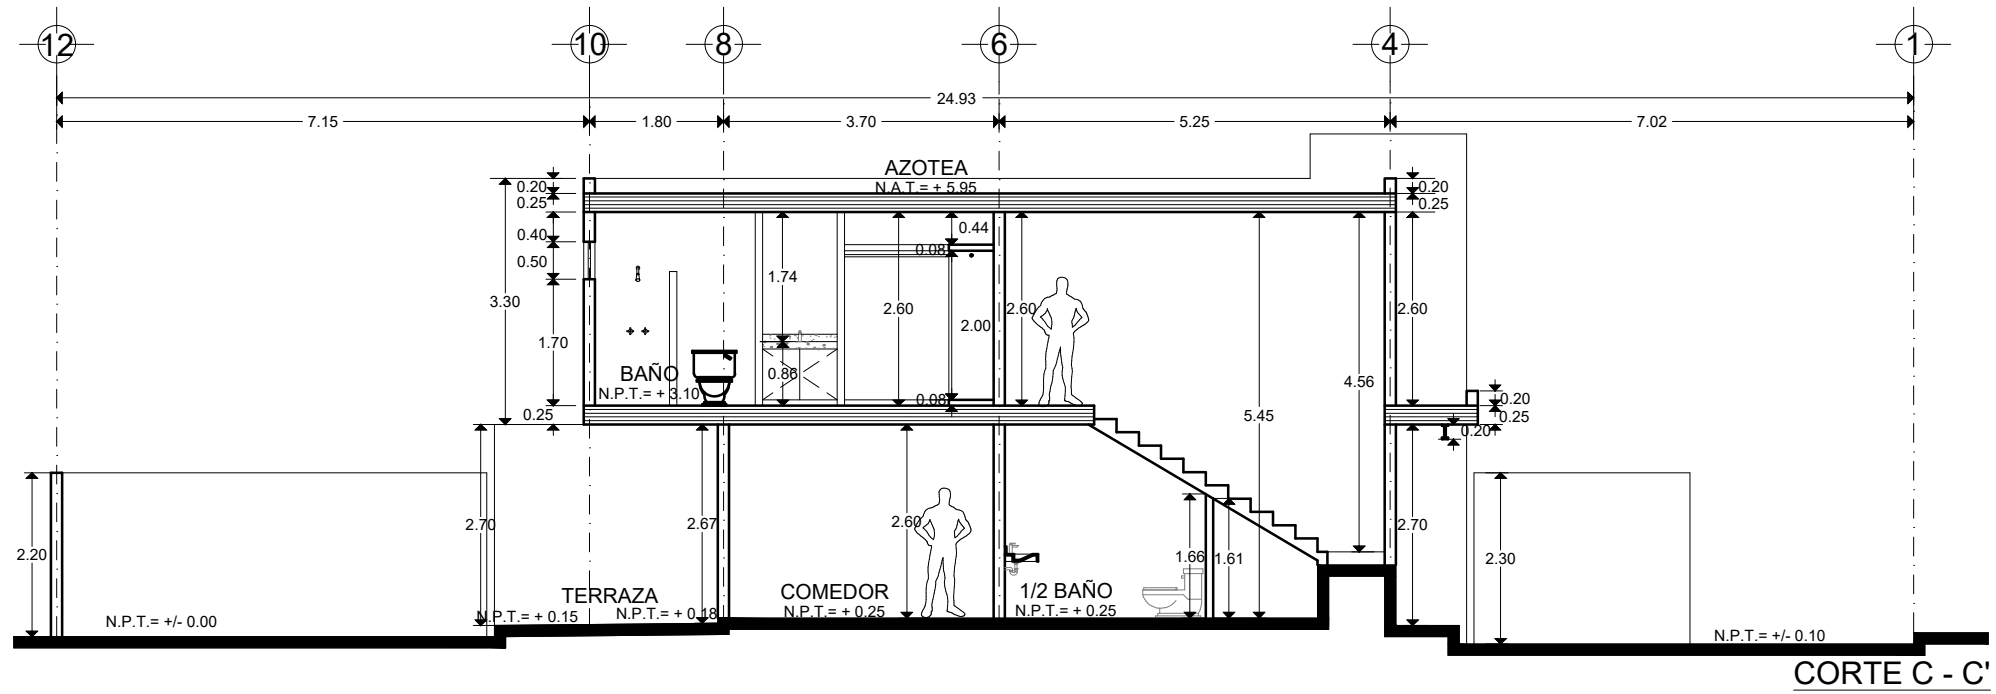 12 10 8 6 4 1
24.93
7.15 1.80 3.70 5.25 7.02
AZOTEA
N.A.T.= + 5.95
0.20 0.20
0.25 0.25
0.40 0.44
0.08
0.50
1.74
3.30 2.60 2.60 2.60
2.00
1.70
BAÑO 0.86 4.56
N.P.T.= + 3.10
0.08 0.20
0.25 5.45 0.25
0.20
2.70 2.67 2.60 2.70
2.20 1.66 1.61 2.30
TERRAZA COMEDOR 1/2 BAÑO
N.P.T.= + 0.15 N.P.T.= + 0.18 N.P.T.= + 0.25 N.P.T.= + 0.25
N.P.T.= +/- 0.00
N.P.T.= +/- 0.10
CORTE C - C'